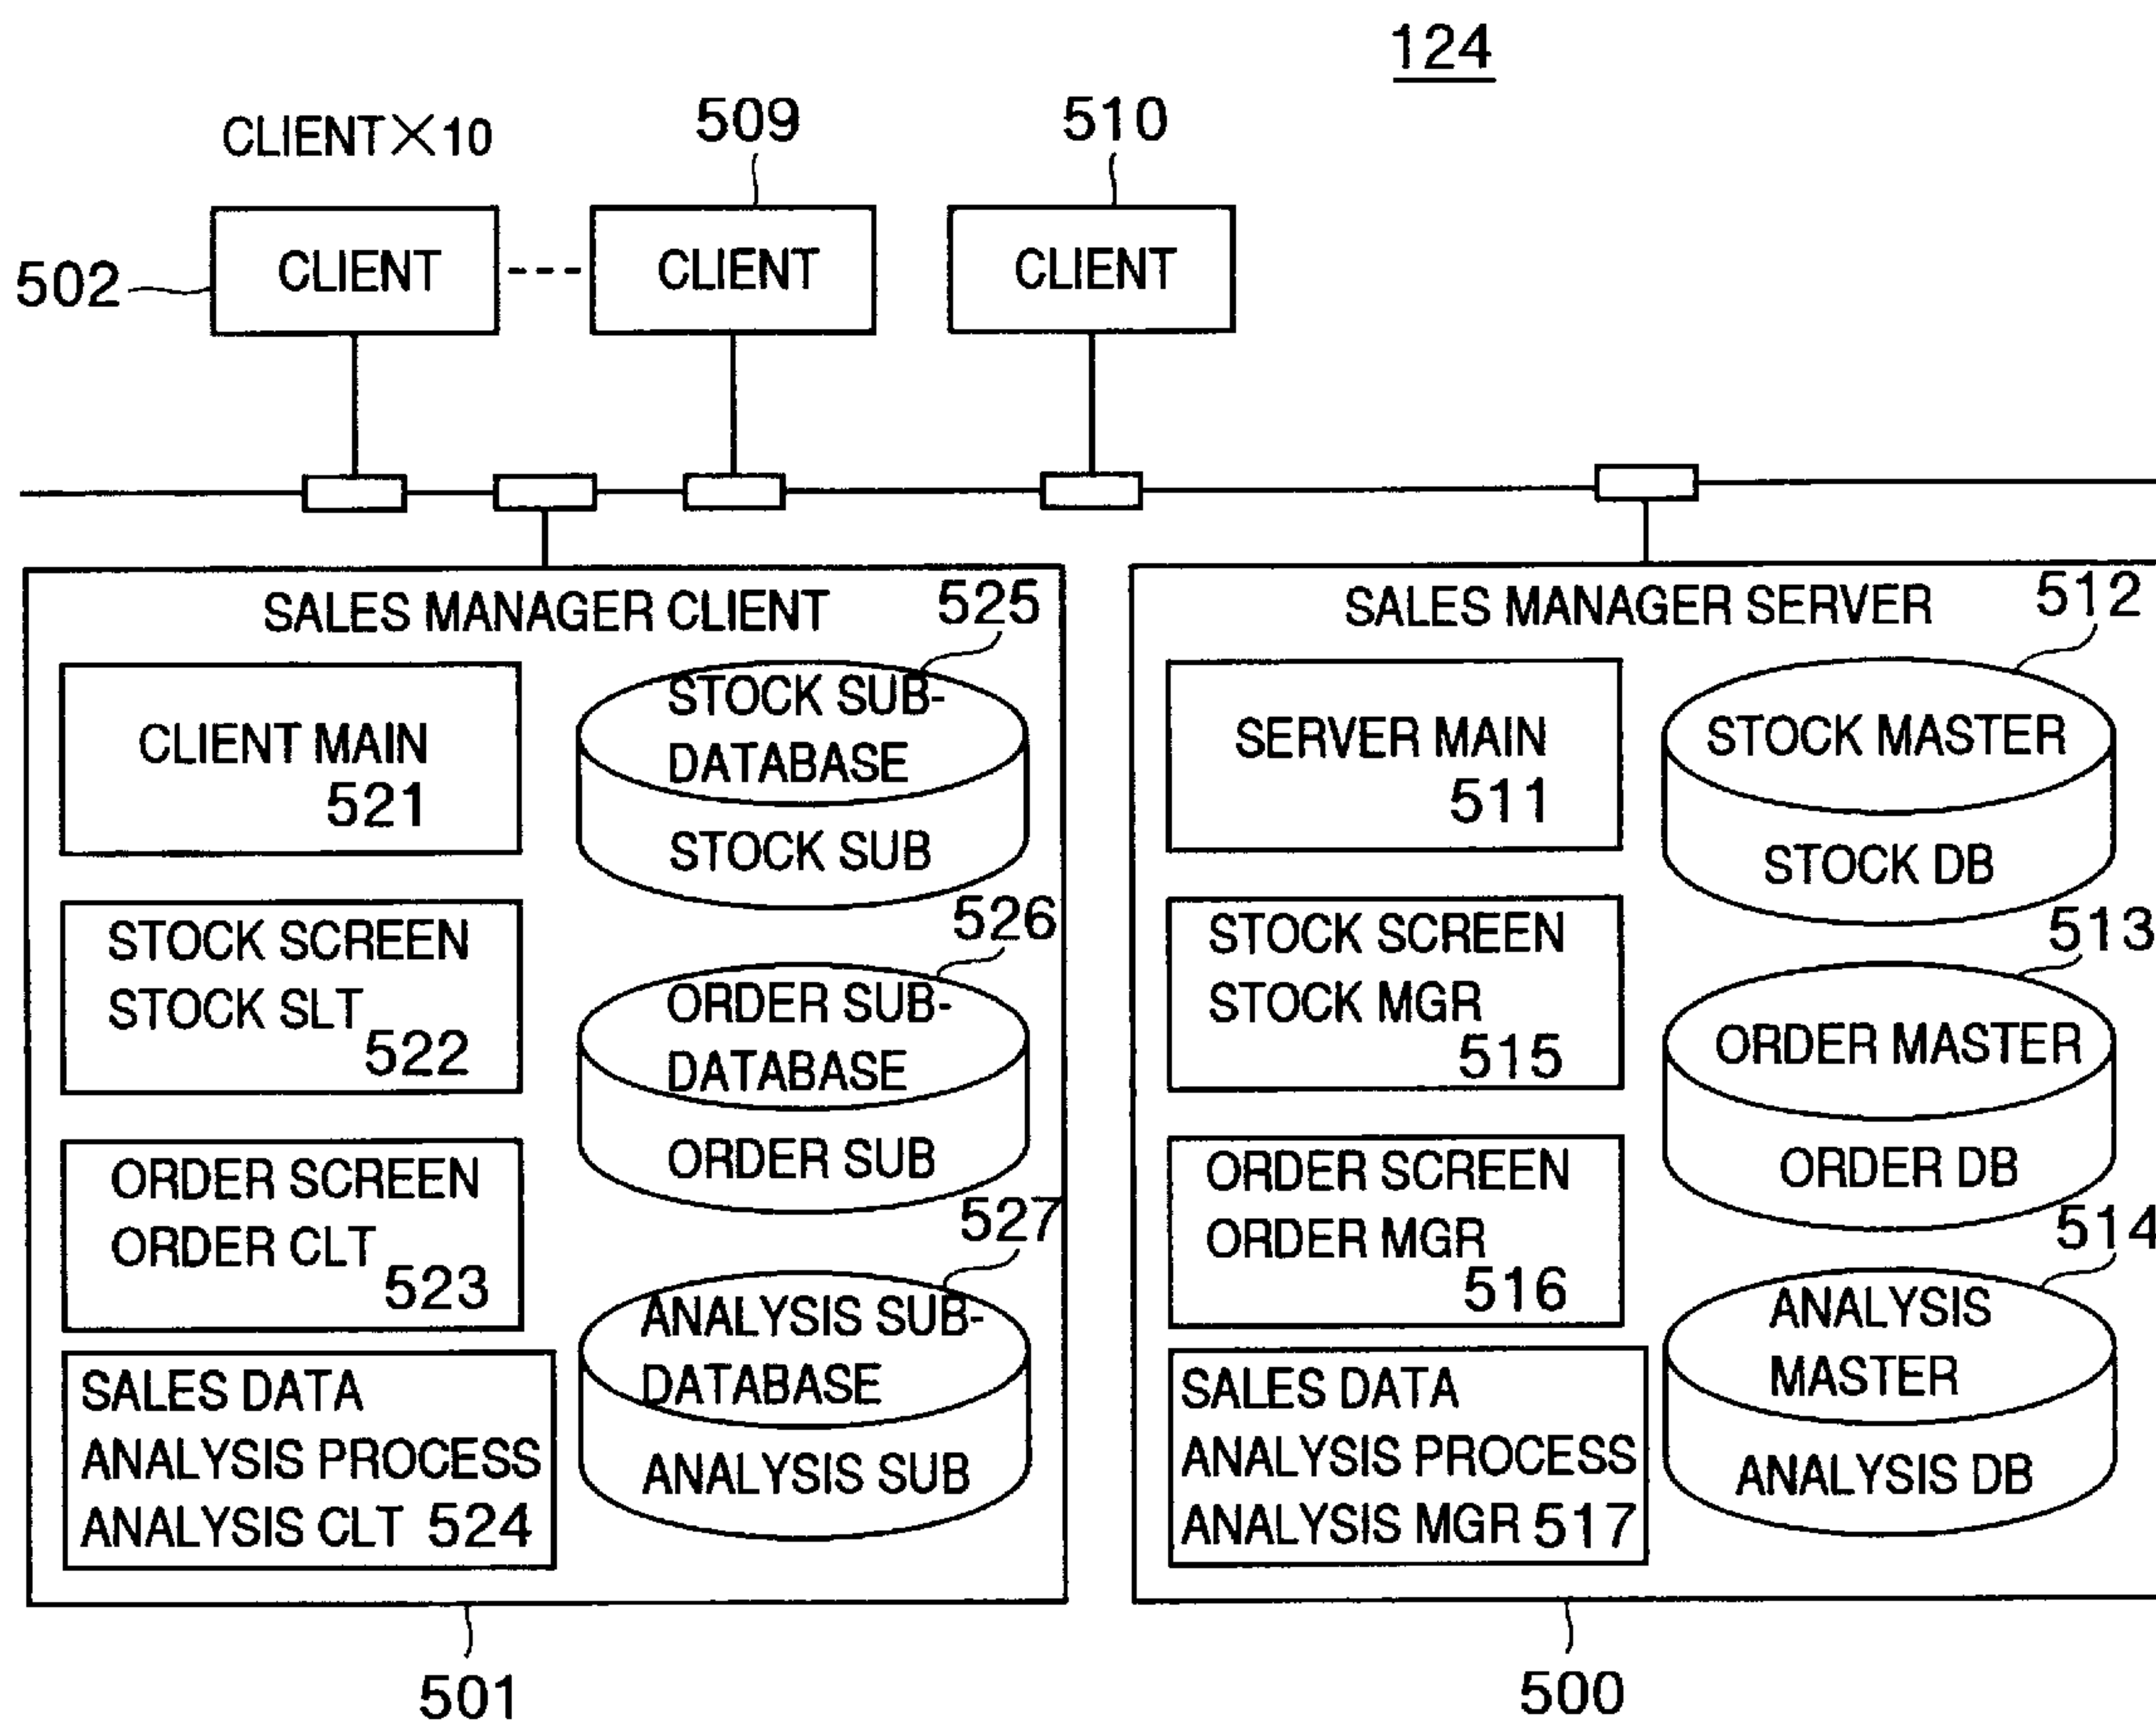 124
CLIENT×10
509
510
502
CLIENT
CLIENT
CLIENT
SALES MANAGER CLIENT
525
CLIENT MAIN
521
STOCK SUB-
DATABASE
STOCK SUB
STOCK SCREEN
STOCK SLT
522
526
ORDER SUB-
DATABASE
ORDER SUB
ORDER SCREEN
ORDER CLT
523
527
ANALYSIS SUB-
DATABASE
ANALYSIS SUB
SALES DATA
ANALYSIS PROCESS
ANALYSIS CLT 524
501
SALES MANAGER SERVER
512
SERVER MAIN
511
STOCK MASTER
STOCK DB
STOCK SCREEN
STOCK MGR
515
513
ORDER MASTER
ORDER DB
ORDER SCREEN
ORDER MGR
516
514
ANALYSIS
MASTER
ANALYSIS DB
SALES DATA
ANALYSIS PROCESS
ANALYSIS MGR 517
500